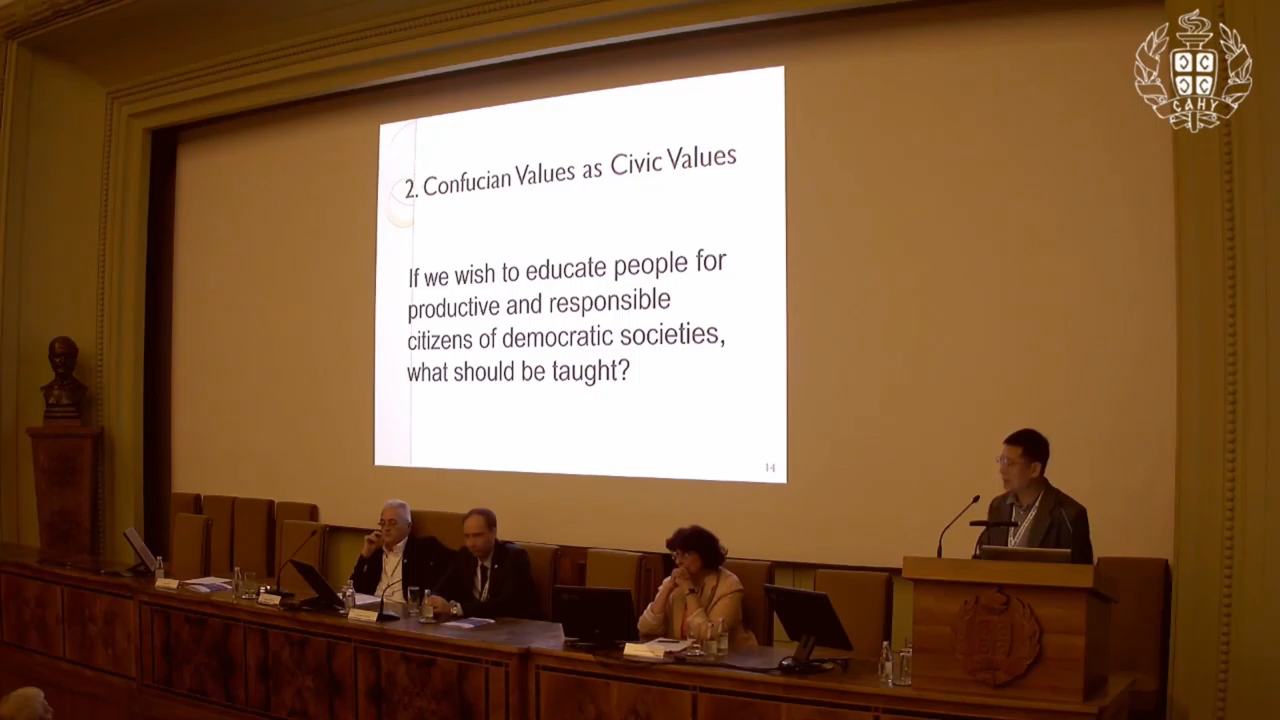 2. Confucian Values as Civic Values
If we wish to educate people for
productive and responsible
citizens of democratic societies,
what should be taught?
14
САНУ